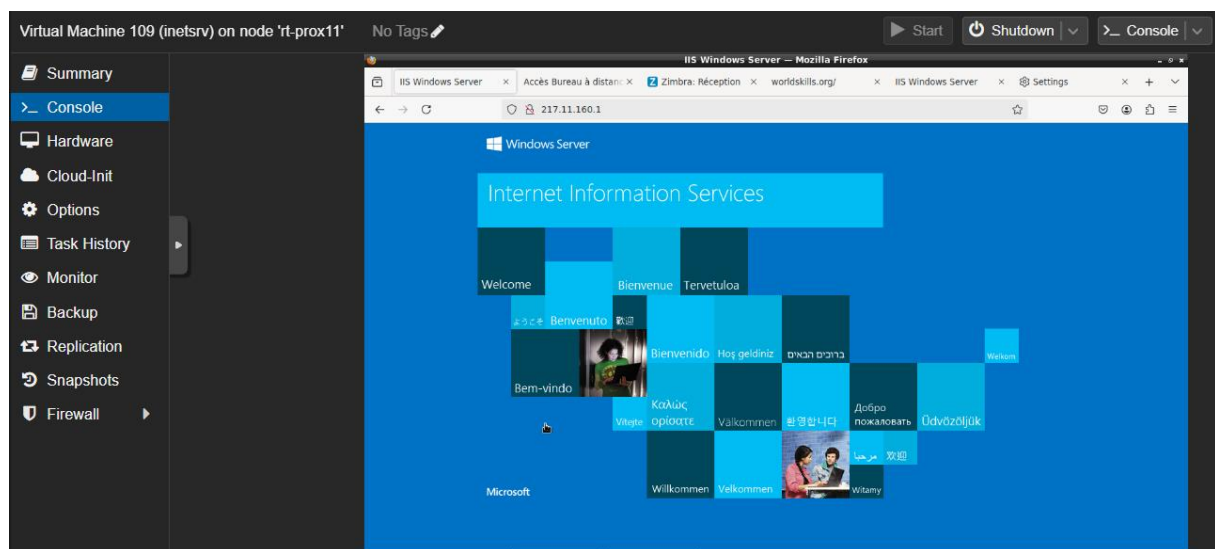 Virtual Machine 109 (inetsrv) on node 'rt-prox11' No Tags Start Shutdown >_ Console
Summary
>_ Console
Hardware
Cloud-Init
Options
Task History
Monitor
Backup
Replication
Snapshots
Firewall
IIS Windows Server — Mozilla Firefox
IIS Windows Server × Accès Bureau à distanc × Z Zimbra: Réception × worldskills.org/ × IIS Windows Server × Settings × +
217.11.160.1
Windows Server
Internet Information Services
Welcome Bienvenue Tervetuloa
ようこそ Benvenuto 歡迎
Bienvenido Hoş geldiniz ברוכים הבאים Welkom
Bem-vindo
Vítejte Καλώς
ορίσατε Välkommen 환영합니다 Добро
пожаловать Üdvözöljük
مرحبا 欢迎
Willkommen Velkommen Witamy
Microsoft